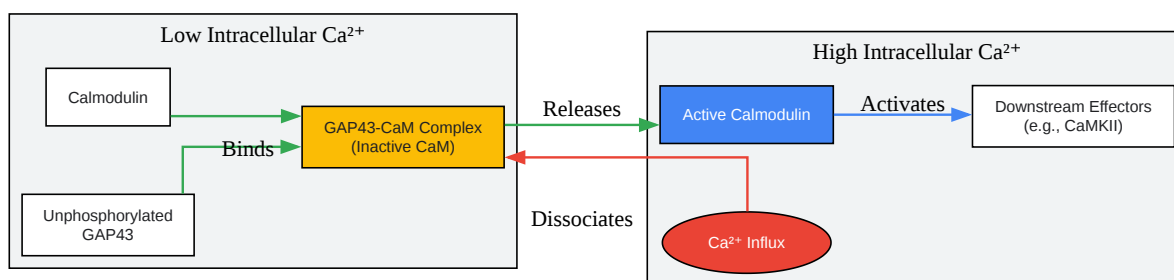 Low Intracellular Ca²⁺
Calmodulin
Binds
Unphosphorylated
GAP43
GAP43-CaM Complex
(Inactive CaM)
Releases
Dissociates
High Intracellular Ca²⁺
Active Calmodulin
Activates
Downstream Effectors
(e.g., CaMKII)
Ca²⁺ Influx